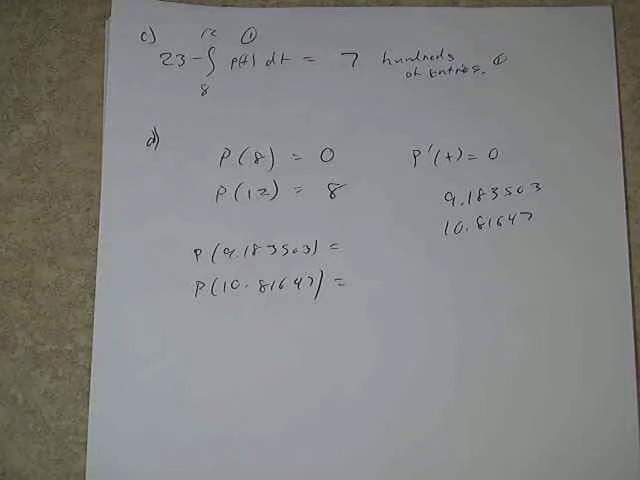 c) 12 ①
23 - ∫ P(t) dt = 7 hundreds
8 of entries. ①
d)
P(8) = 0 P'(t) = 0
P(12) = 8 9.183503
10.81647
P(9.183503) =
P(10.81647) =